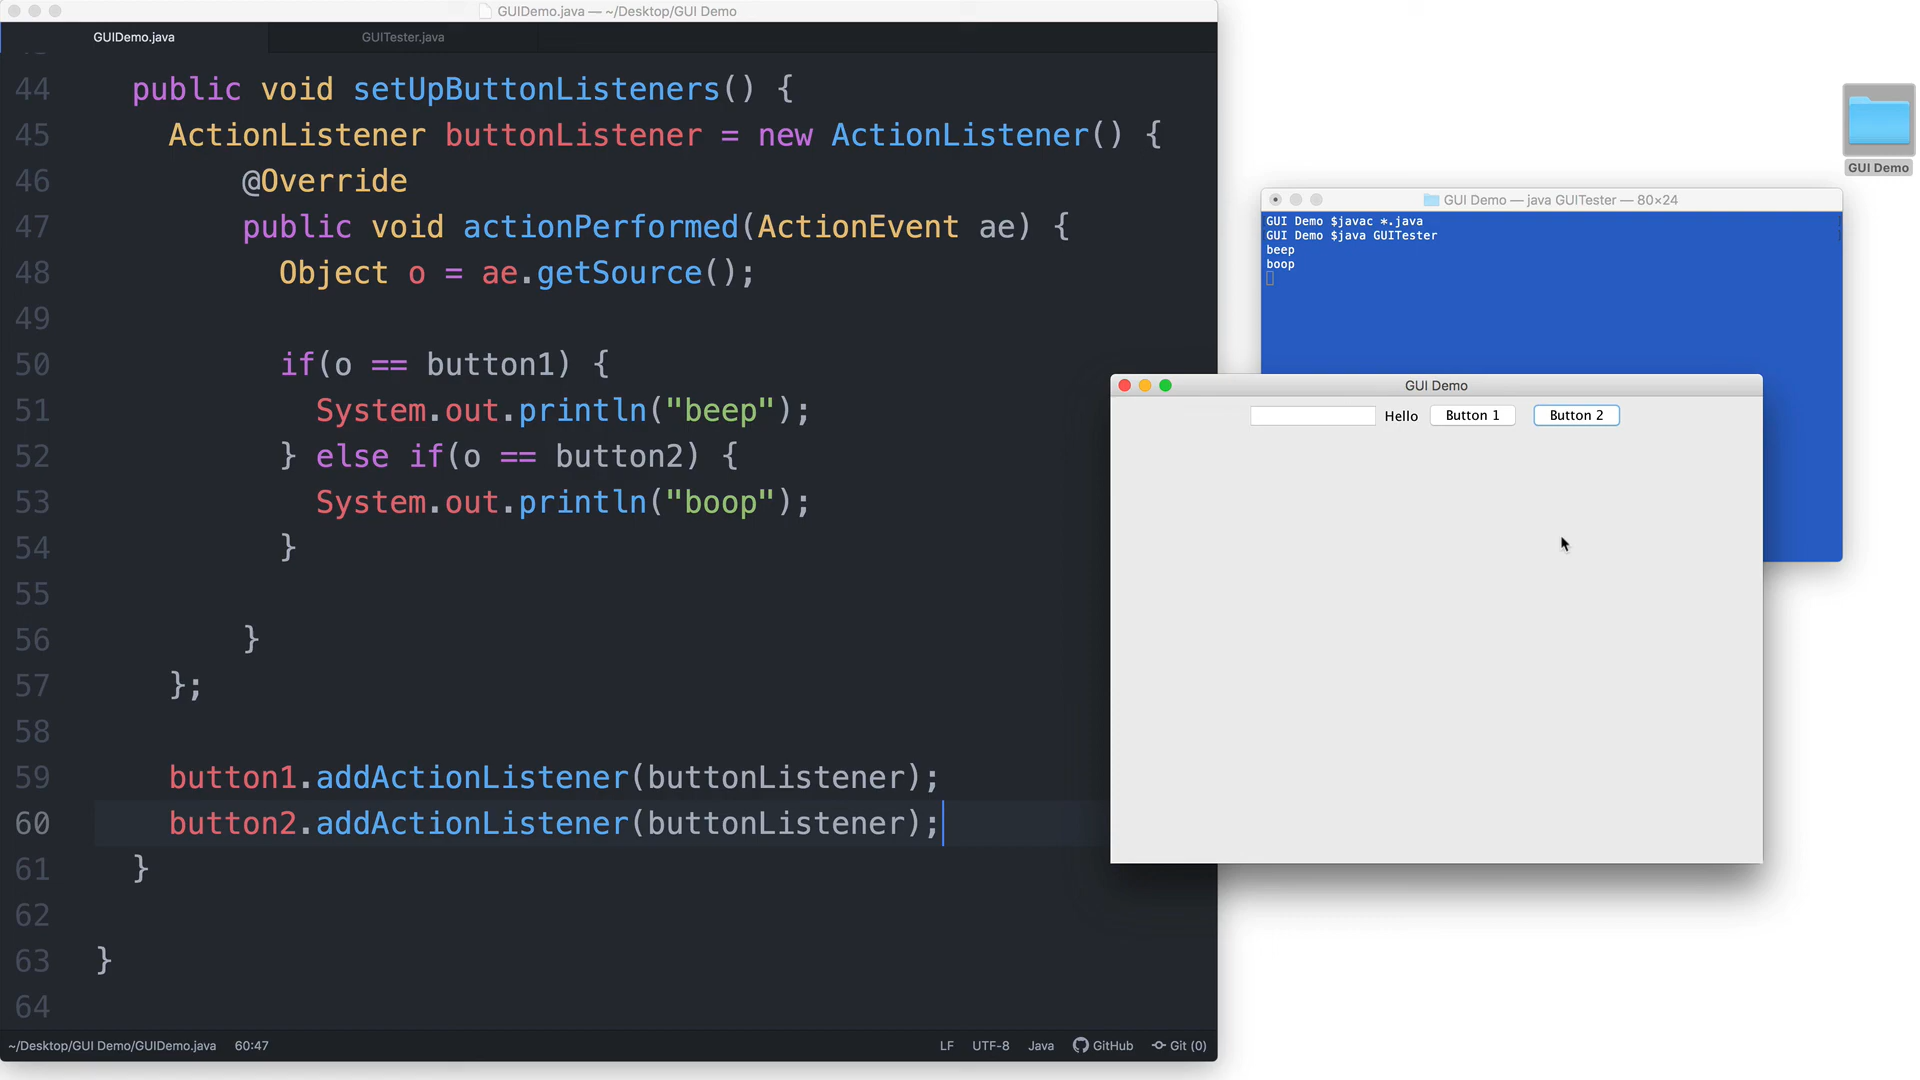 GUIDemo.java — ~/Desktop/GUI Demo
GUIDemo.java
GUITester.java
44 public void setUpButtonListeners() {
45 ActionListener buttonListener = new ActionListener() {
46 @Override
47 public void actionPerformed(ActionEvent ae) {
48 Object o = ae.getSource();
49
50 if(o == button1) {
51 System.out.println("beep");
52 } else if(o == button2) {
53 System.out.println("boop");
54 }
55
56 }
57 };
58
59 button1.addActionListener(buttonListener);
60 button2.addActionListener(buttonListener);
61 }
62
63 }
64
~/Desktop/GUI Demo/GUIDemo.java 60:47 LF UTF-8 Java GitHub Git (0)
GUI Demo
GUI Demo — java GUITester — 80×24
GUI Demo $javac *.java
GUI Demo $java GUITester
beep
boop
GUI Demo
Hello Button 1 Button 2